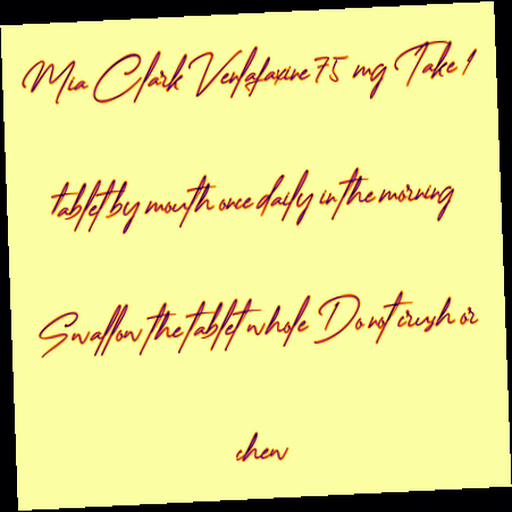 Mia Clark Venlafaxine 75 mg Take 1
tablet by mouth once daily in the morning
Swallow the tablet whole Do not crush or
chew